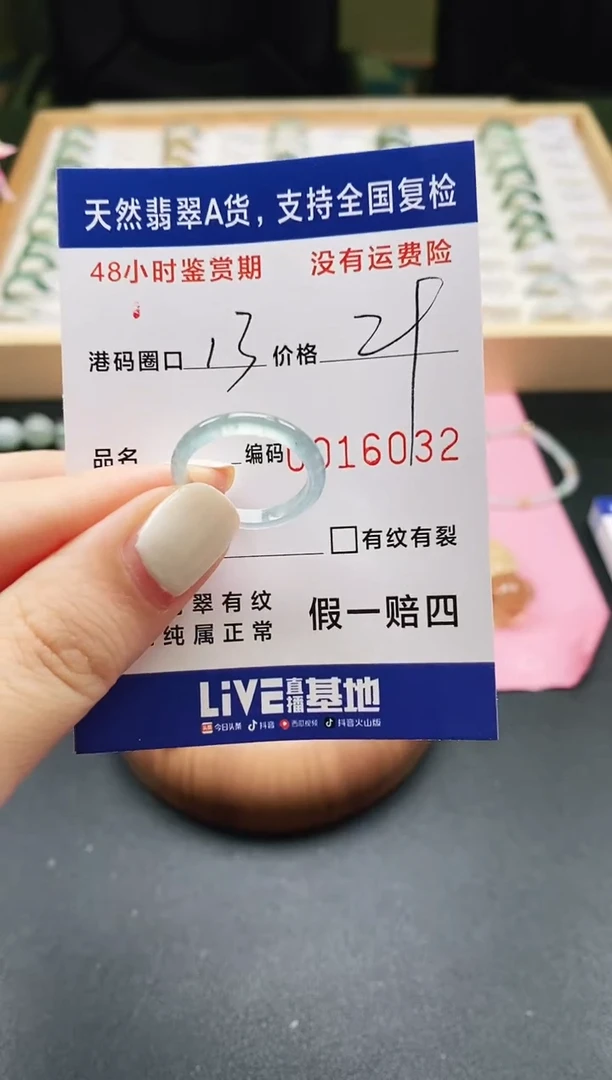 天然翡翠A货，支持全国复检
48小时鉴赏期 没有运费险
港码圈口 13 价格
品名 编码 0016032
□有纹有裂
翠有纹
纯属正常 假一赔四
LiVE直播基地
今日头条 抖音 西瓜视频 抖音火山版